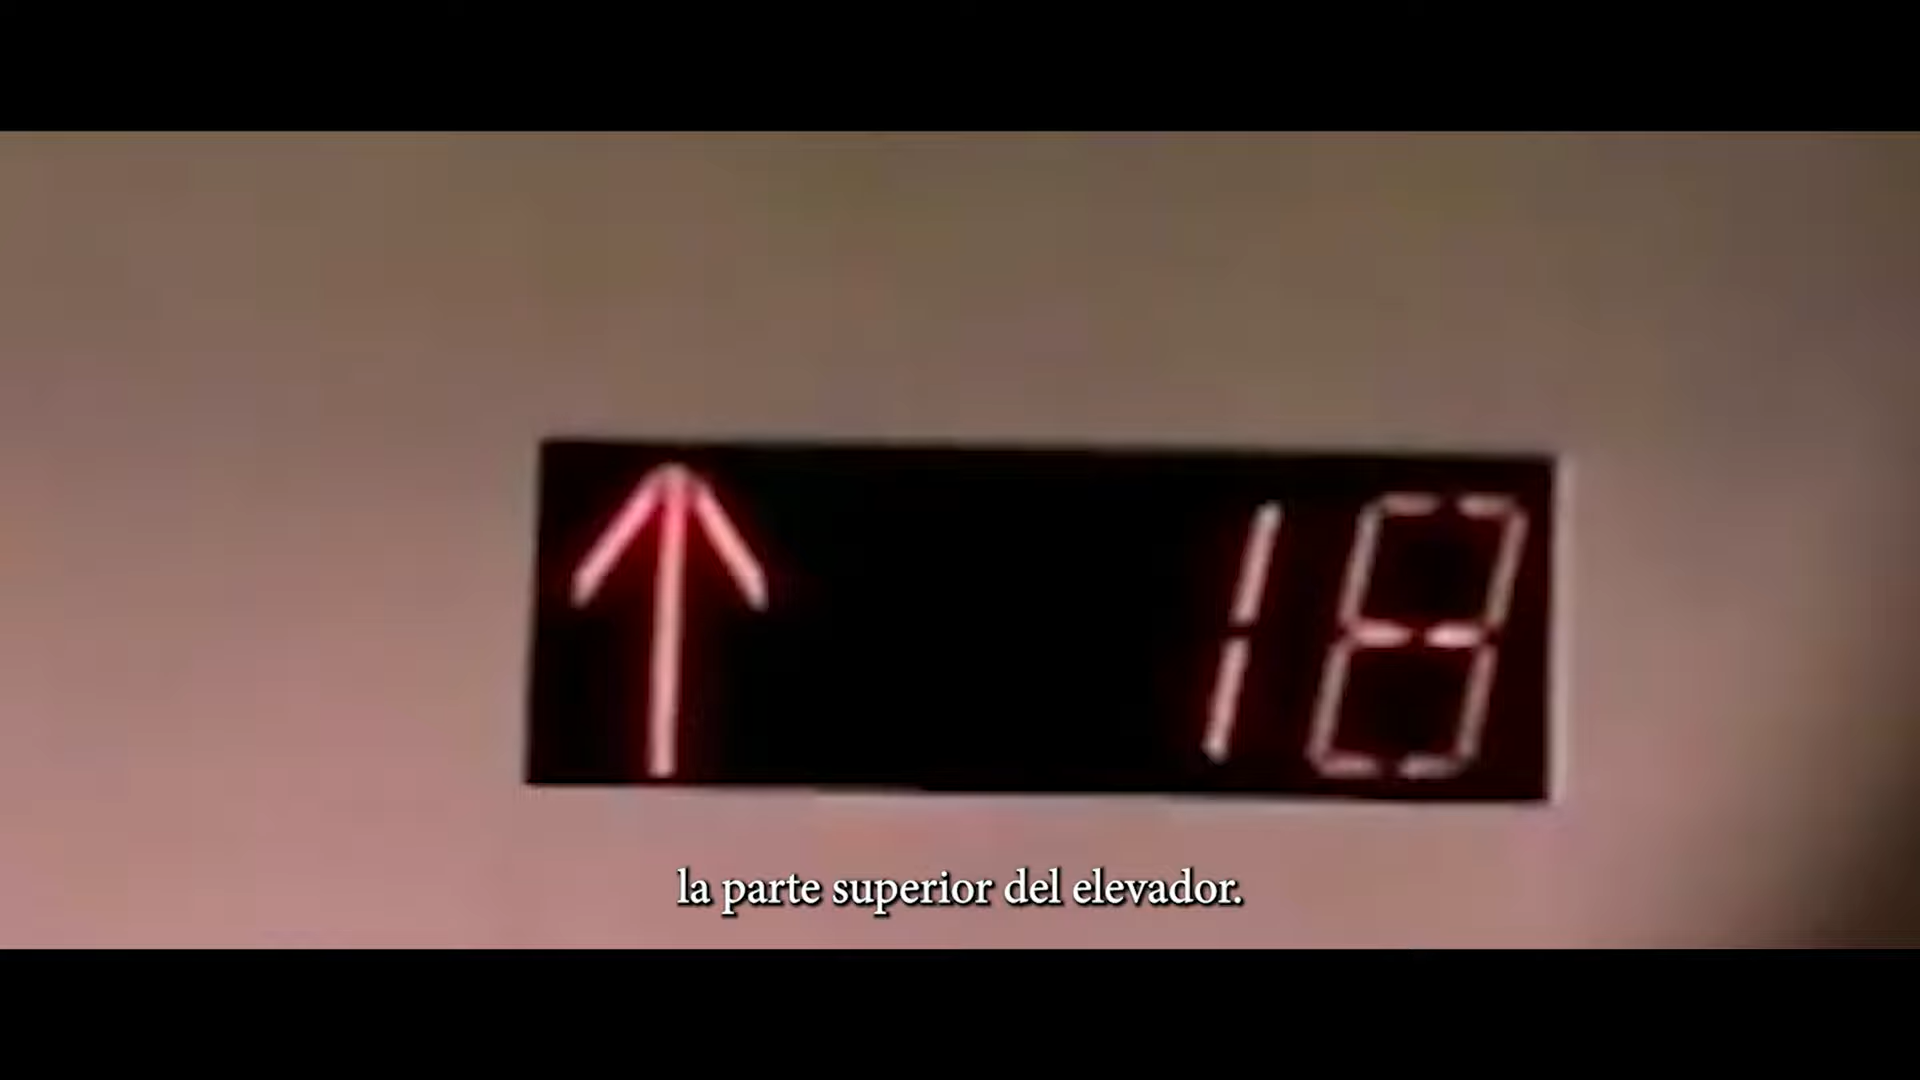 ↑ 18
la parte superior del elevador.